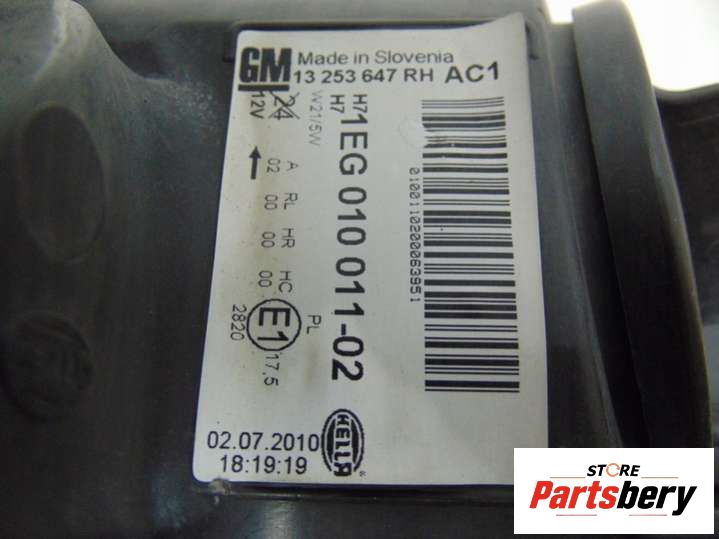 GM Made in Slovenia
13 253 647 RH AC1
H7
H7
W21/5W
24
12V
1EG 010 011-02
A RL HR HC PL
02 00 00 00
E1 17.5
2820
01001102000063951
02.07.2010
18:19:19
HELLA
STORE
Partsbery